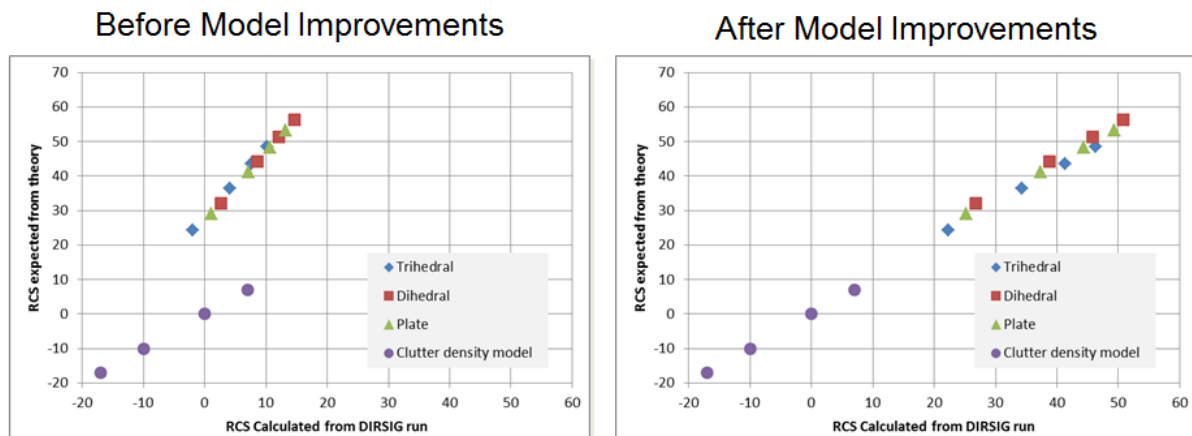 Before Model Improvements
RCS expected from theory
70
60
50
40
30
20
10
0
-10
-20
-20 -10 0 10 20 30 40 50 60
RCS Calculated from DIRSIG run
Trihedral
Dihedral
Plate
Clutter density model
After Model Improvements
RCS expected from theory
70
60
50
40
30
20
10
0
-10
-20
-20 -10 0 10 20 30 40 50 60
RCS Calculated from DIRSIG run
Trihedral
Dihedral
Plate
Clutter density model